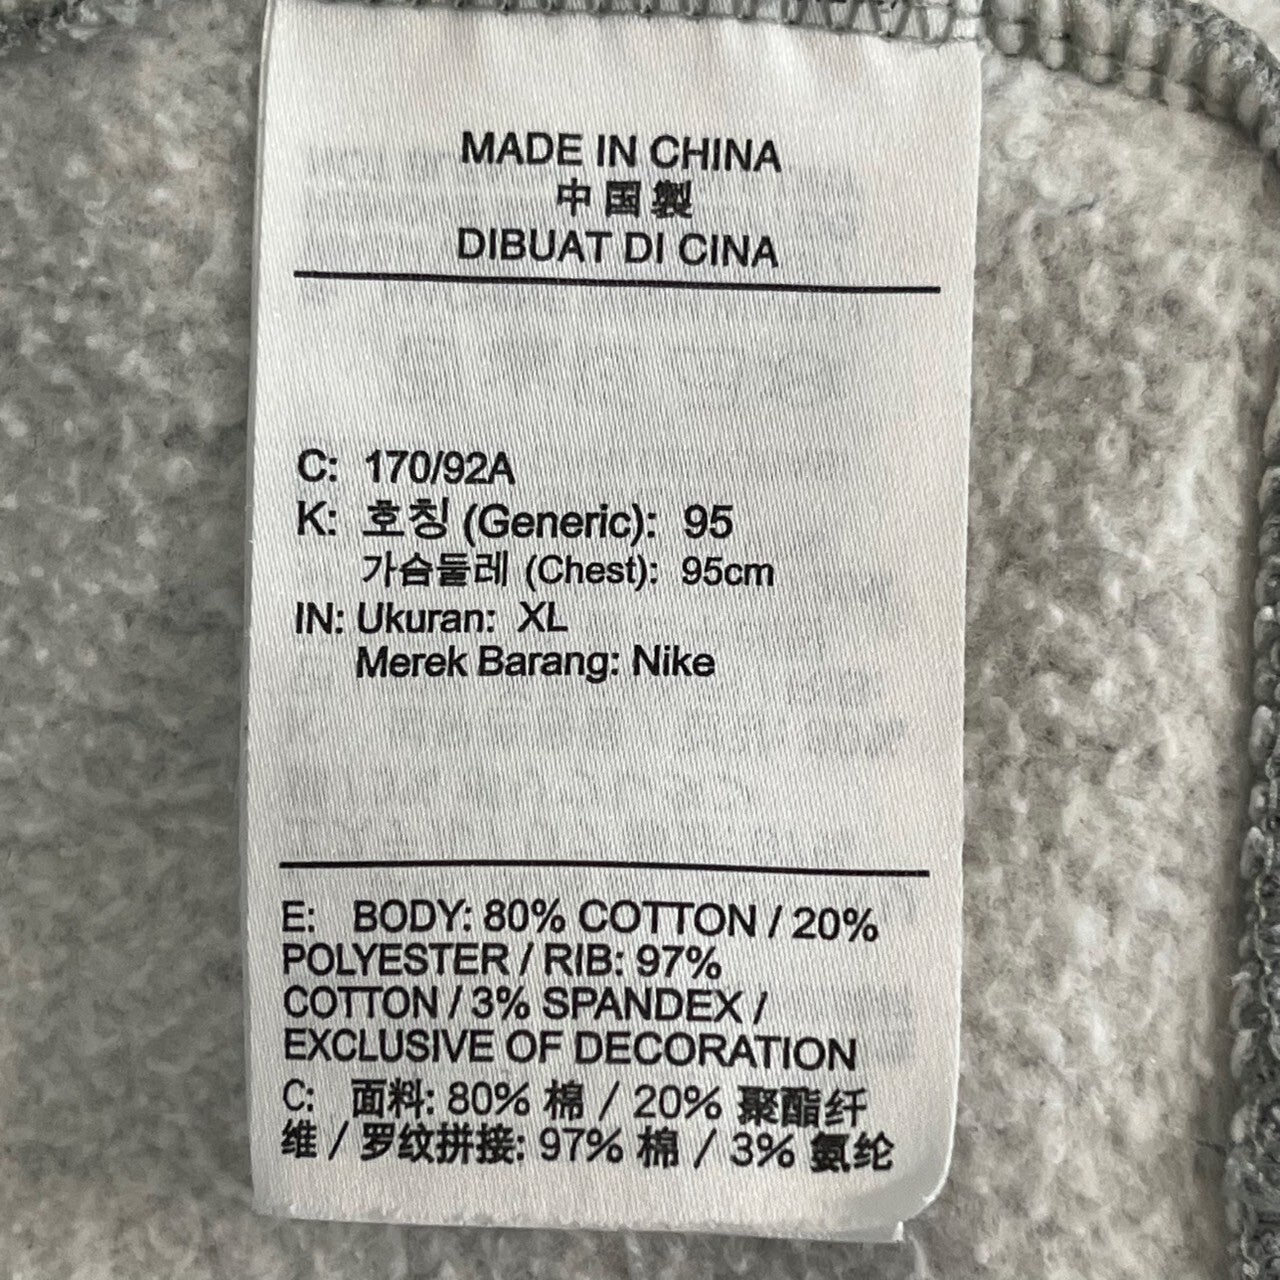 MADE IN CHINA
中国製
DIBUAT DI CINA
C: 170/92A
K: 호칭 (Generic): 95
가슴둘레 (Chest): 95cm
IN: Ukuran: XL
Merek Barang: Nike
E: BODY: 80% COTTON / 20%
POLYESTER / RIB: 97%
COTTON / 3% SPANDEX /
EXCLUSIVE OF DECORATION
C: 面料: 80% 棉 / 20% 聚酯纤
维 / 罗纹拼接: 97% 棉 / 3% 氨纶